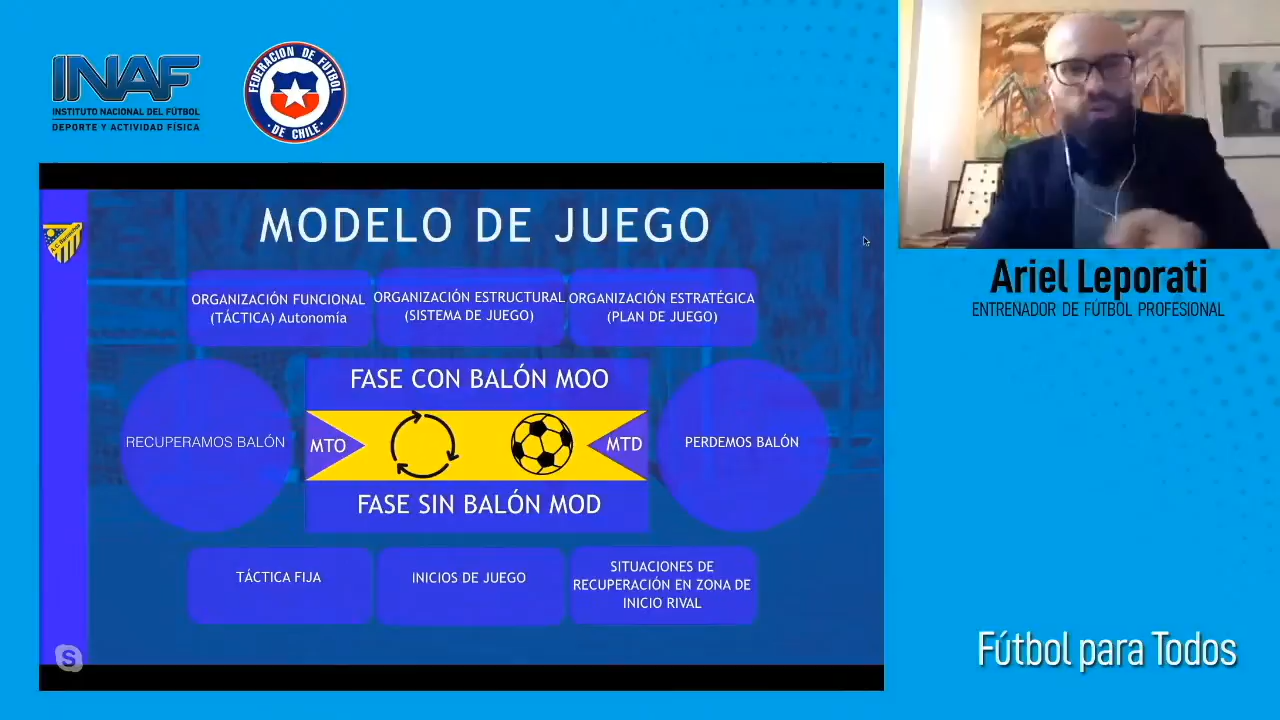 INAF
INSTITUTO NACIONAL DEL FÚTBOL
DEPORTE Y ACTIVIDAD FÍSICA
FEDERACION DE FUTBOL
· DE CHILE ·
MODELO DE JUEGO
ORGANIZACIÓN FUNCIONAL
(TÁCTICA) Autonomía
ORGANIZACIÓN ESTRUCTURAL
(SISTEMA DE JUEGO)
ORGANIZACIÓN ESTRATÉGICA
(PLAN DE JUEGO)
FASE CON BALÓN MOO
RECUPERAMOS BALÓN
MTO
MTD
PERDEMOS BALÓN
FASE SIN BALÓN MOD
TÁCTICA FIJA
INICIOS DE JUEGO
SITUACIONES DE
RECUPERACIÓN EN ZONA DE
INICIO RIVAL
S
Ariel Leporati
ENTRENADOR DE FÚTBOL PROFESIONAL
Fútbol para Todos